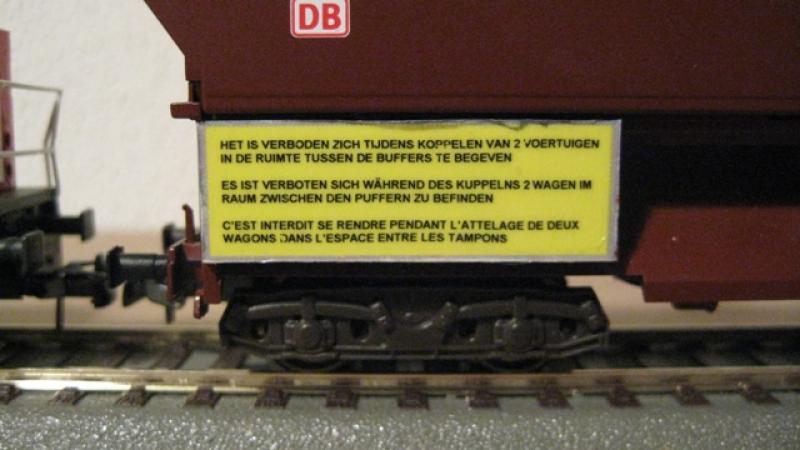 DB
HET IS VERBODEN ZICH TIJDENS KOPPELEN VAN 2 VOERTUIGEN
IN DE RUIMTE TUSSEN DE BUFFERS TE BEGEVEN
ES IST VERBOTEN SICH WÄHREND DES KUPPELNS 2 WAGEN IM
RAUM ZWISCHEN DEN PUFFERN ZU BEFINDEN
C'EST INTERDIT SE RENDRE PENDANT L'ATTELAGE DE DEUX
WAGONS DANS L'ESPACE ENTRE LES TAMPONS